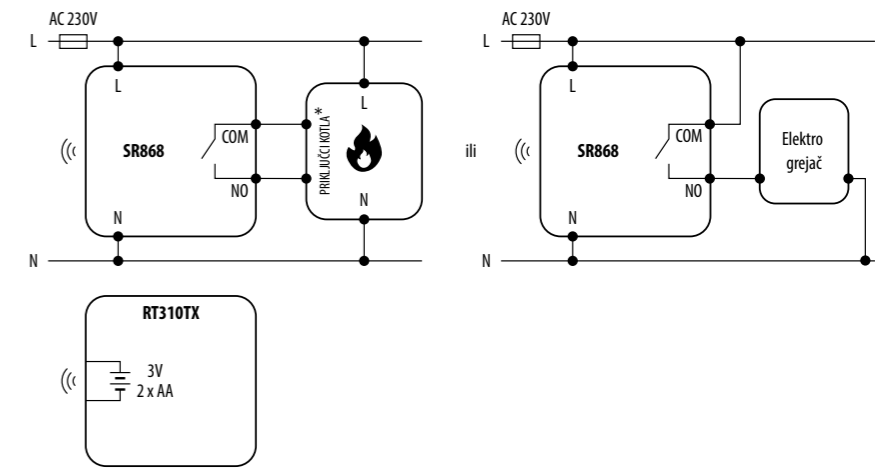 AC 230V
L
L
SR868
COM
NO
N
N
PRIKLJUČCI KOTLA *
L
N
ili
AC 230V
L
L
SR868
COM
NO
N
N
Elektro
grejač
RT310TX
3V
2 x AA